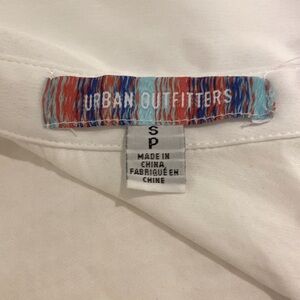 URBAN OUTFITTERS
S
P
MADE IN
CHINA
FABRIQUÉ EN
CHINE